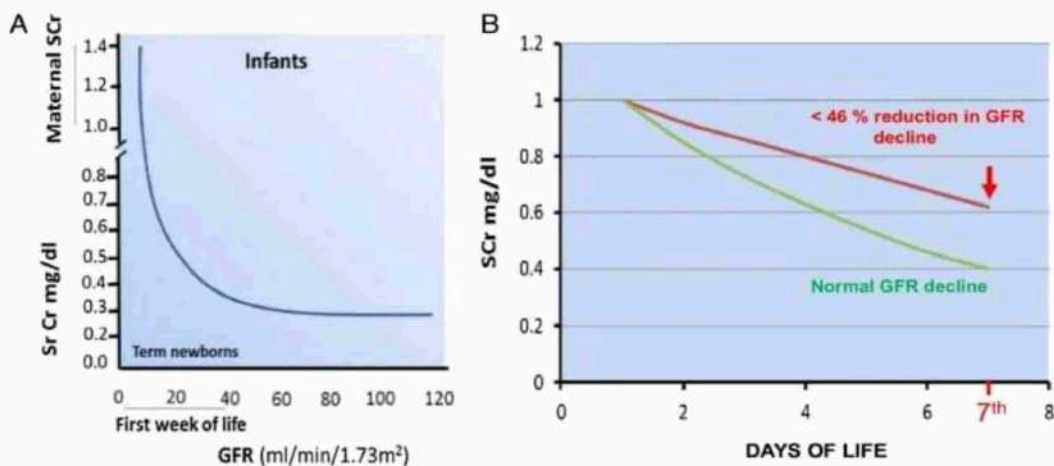 A
Maternal SCr
Sr Cr mg/dl
1.4
1.2
1.0
0.8
0.7
0.6
0.5
0.4
0.3
0.2
0.0
Infants
Term newborns
0 20 40 60 80 100 120
First week of life
GFR (ml/min/1.73m²)
B
SCr mg/dl
1.2
1
0.8
0.6
0.4
0.2
0
< 46 % reduction in GFR
decline
Normal GFR decline
0 2 4 6 7th 8
DAYS OF LIFE